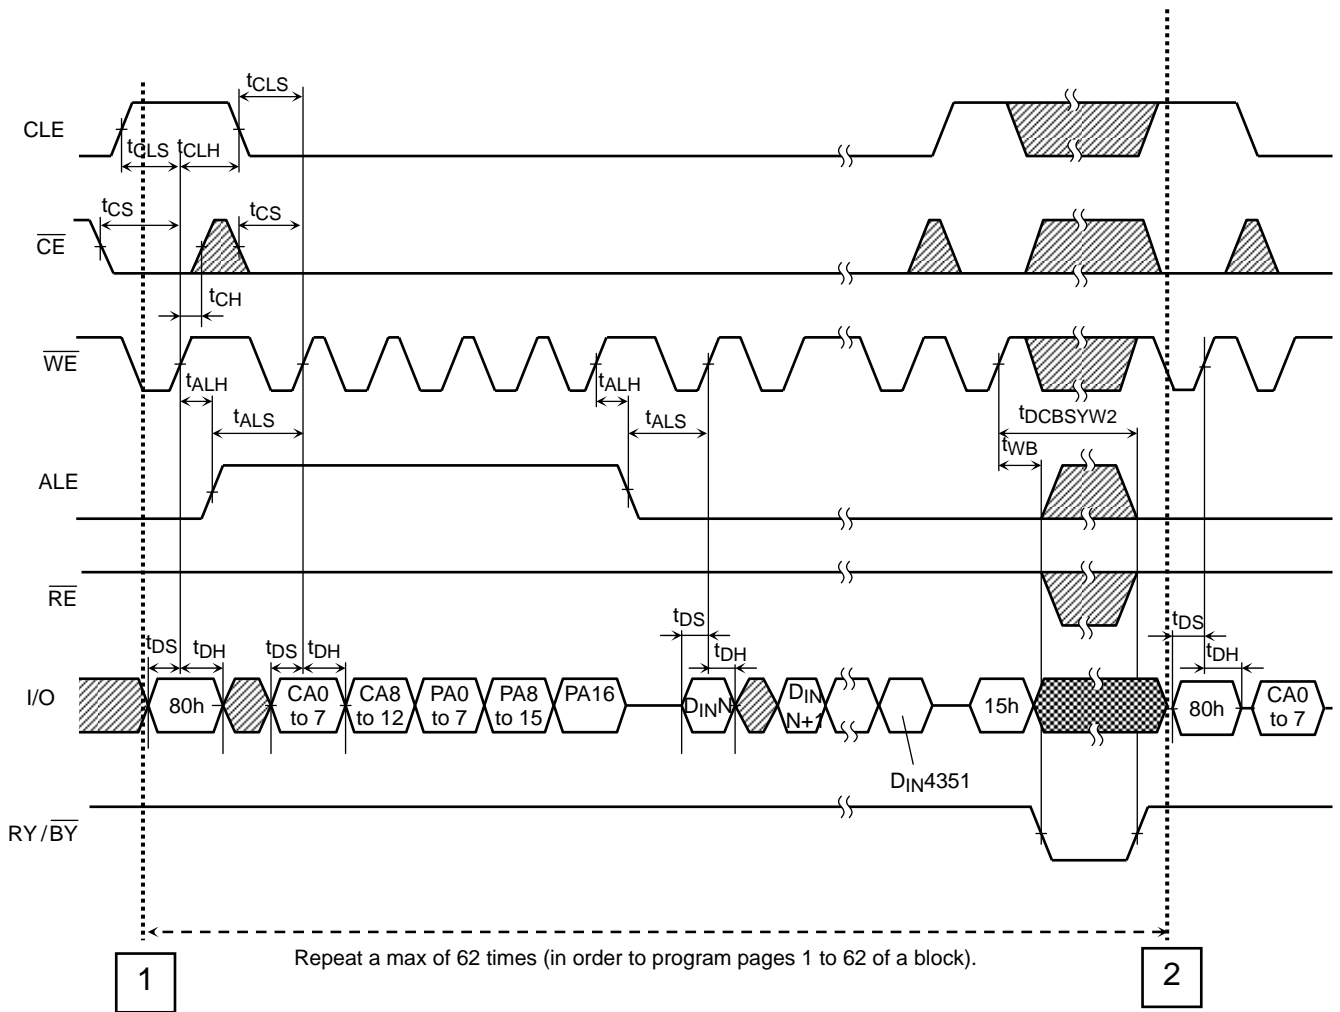 tCLS
CLE
tCLS tCLH
tCS tCS
CE
tCH
WE
tALH tALH
tDCBSYW2
tALS tALS
tWB
ALE
RE
tDS tDS
tDS tDH tDS tDH tDH tDH
I/O
80h
CA0
to 7
CA8
to 12
PA0
to 7
PA8
to 15
PA16
DINN
DIN
N+1
15h
80h
CA0
to 7
DIN4351
RY/BY
Repeat a max of 62 times (in order to program pages 1 to 62 of a block).
1
2